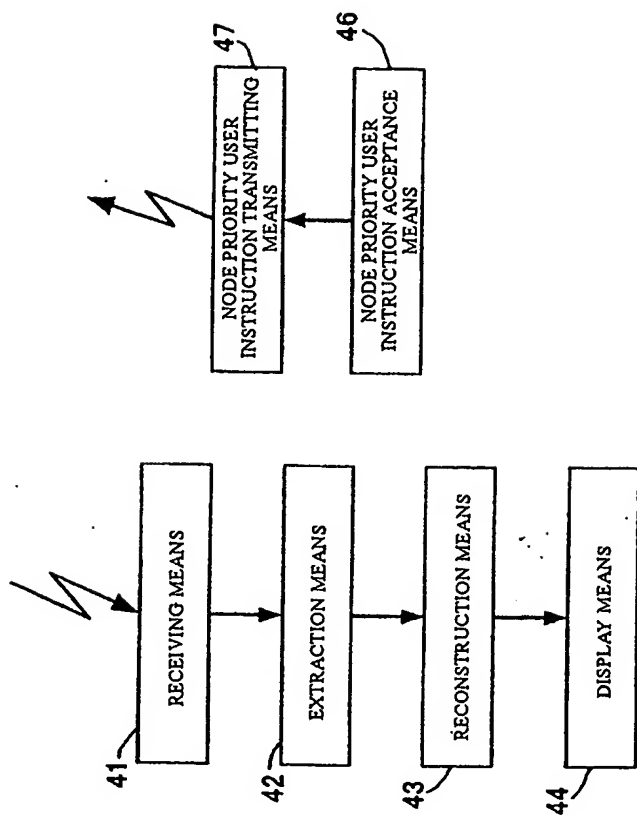 41
RECEIVING MEANS
42
EXTRACTION MEANS
43
RECONSTRUCTION MEANS
44
DISPLAY MEANS
47
NODE PRIORITY USER
INSTRUCTION TRANSMITTING
MEANS
46
NODE PRIORITY USER
INSTRUCTION ACCEPTANCE
MEANS